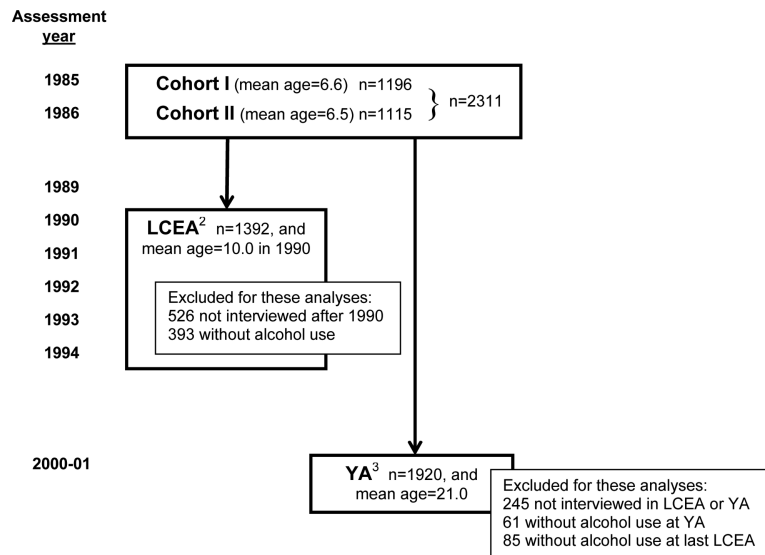 Assessment
year
1985
Cohort I (mean age=6.6) n=1196
1986
Cohort II (mean age=6.5) n=1115
} n=2311
1989
1990
LCEA² n=1392, and
mean age=10.0 in 1990
1991
1992
Excluded for these analyses:
526 not interviewed after 1990
1993
393 without alcohol use
1994
2000-01
YA³ n=1920, and
mean age=21.0
Excluded for these analyses:
245 not interviewed in LCEA or YA
61 without alcohol use at YA
85 without alcohol use at last LCEA